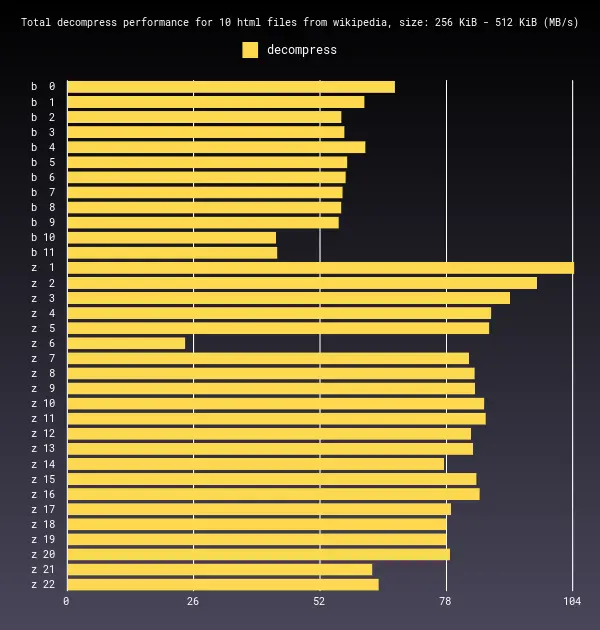 Total decompress performance for 10 html files from wikipedia, size: 256 KiB - 512 KiB (MB/s)
decompress
b 0
b 1
b 2
b 3
b 4
b 5
b 6
b 7
b 8
b 9
b 10
b 11
z 1
z 2
z 3
z 4
z 5
z 6
z 7
z 8
z 9
z 10
z 11
z 12
z 13
z 14
z 15
z 16
z 17
z 18
z 19
z 20
z 21
z 22
0 26 52 78 104